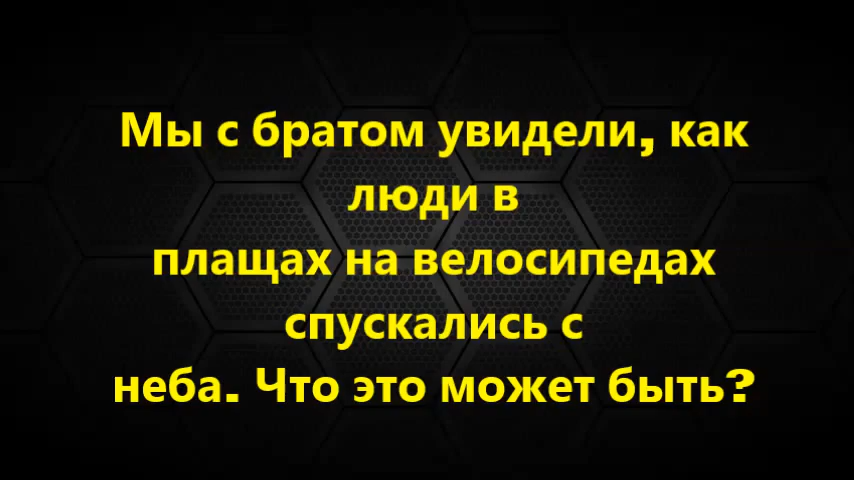 Мы с братом увидели, как
люди в
плащах на велосипедах
спускались с
неба. Что это может быть?